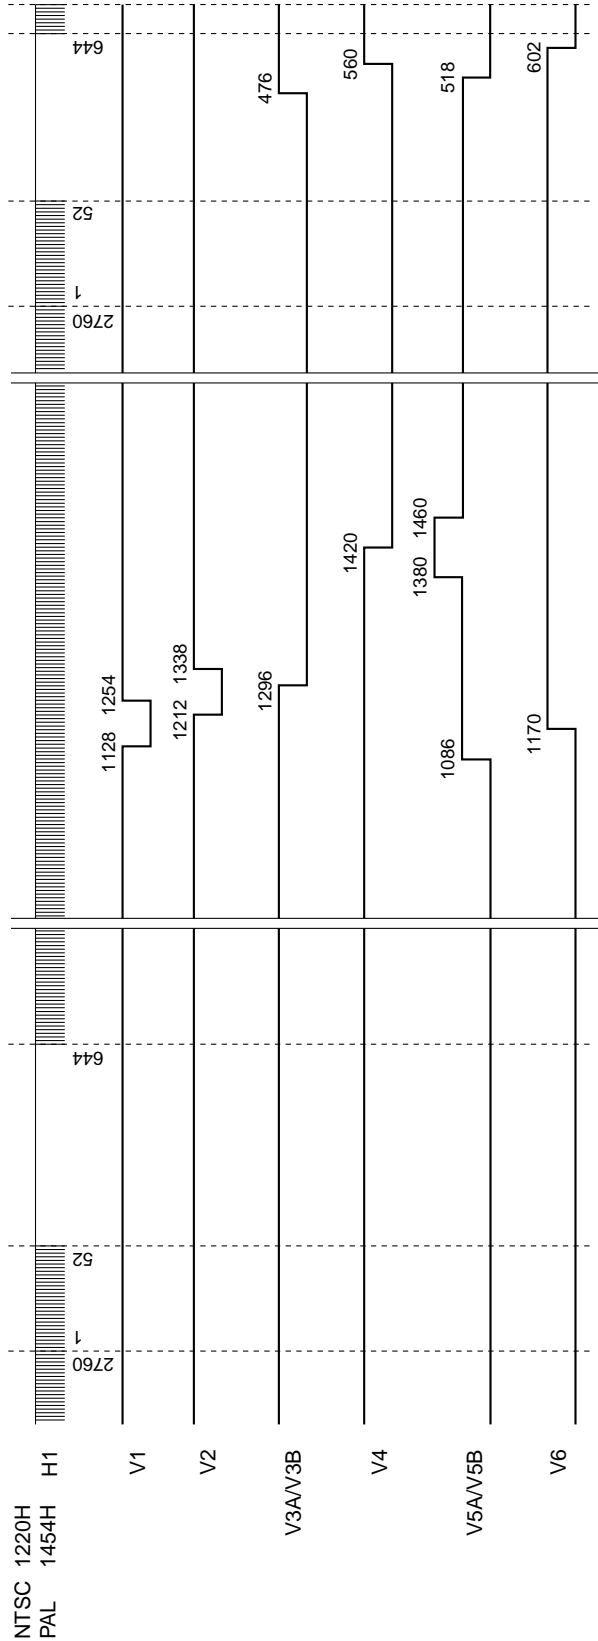 NTSC 1220H
PAL 1454H H1
2760 1 52 644 2760 1 52 644
V1 1128 1254
V2 1212 1338
V3A/V3B 1296 476
V4 1420 560
V5A/V5B 1086 1380 1460 518
V6 1170 602